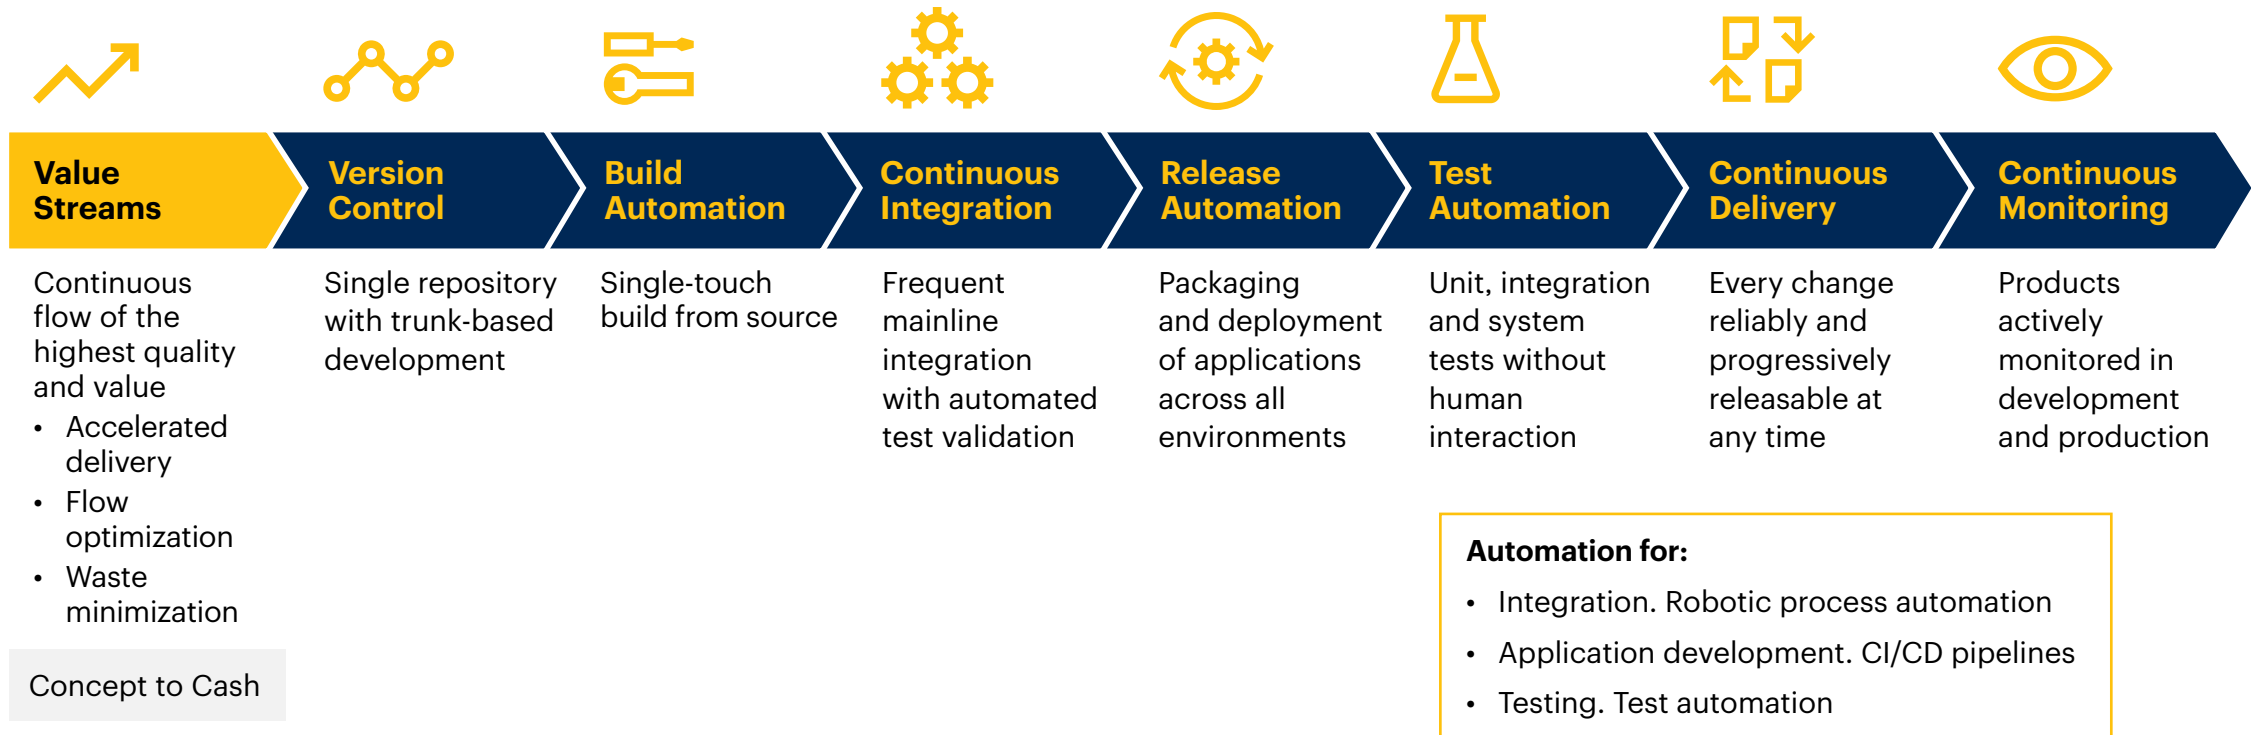 Value
Streams
Version
Control
Build
Automation
Continuous
Integration
Release
Automation
Test
Automation
Continuous
Delivery
Continuous
Monitoring
Continuous
flow of the
highest quality
and value
• Accelerated
delivery
• Flow
optimization
• Waste
minimization
Concept to Cash
Single repository
with trunk-based
development
Single-touch
build from source
Frequent
mainline
integration
with automated
test validation
Packaging
and deployment
of applications
across all
environments
Unit, integration
and system
tests without
human
interaction
Every change
reliably and
progressively
releasable at
any time
Products
actively
monitored in
development
and production
Automation for:
• Integration. Robotic process automation
• Application development. CI/CD pipelines
• Testing. Test automation